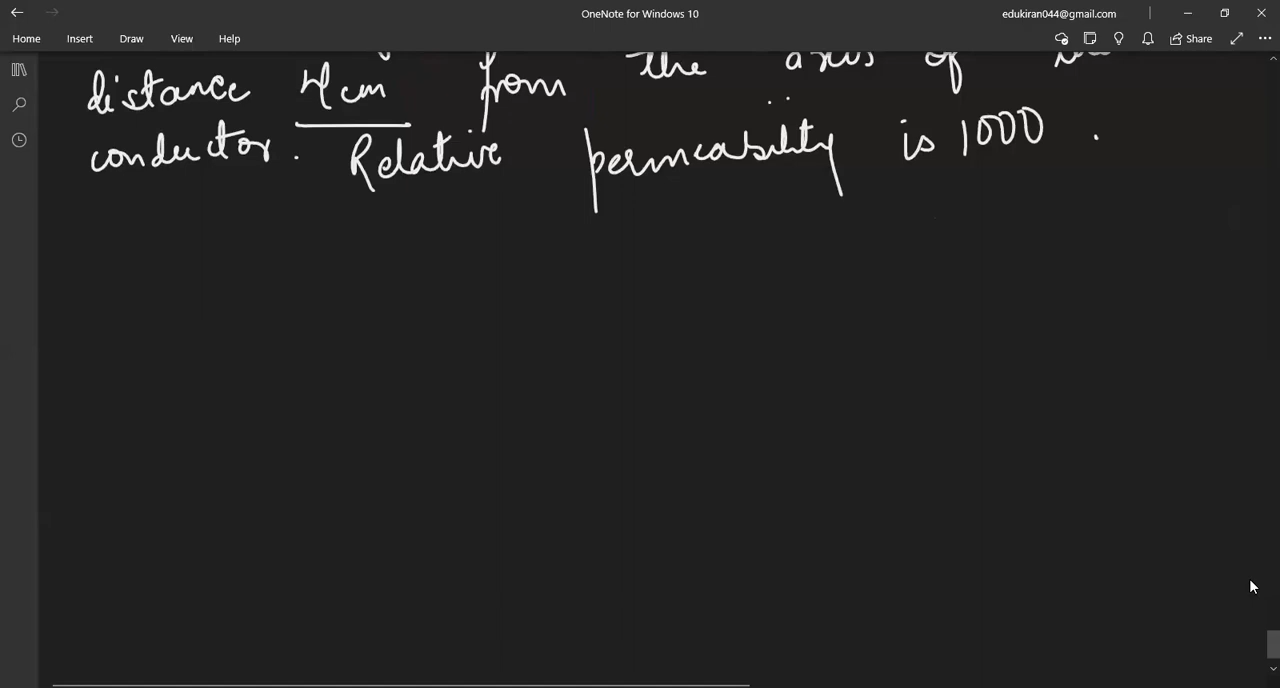 OneNote for Windows 10
edukiran044@gmail.com
Home Insert Draw View Help Share
from the axis of the
distance 4cm
conductor. Relative permeability is 1000 .